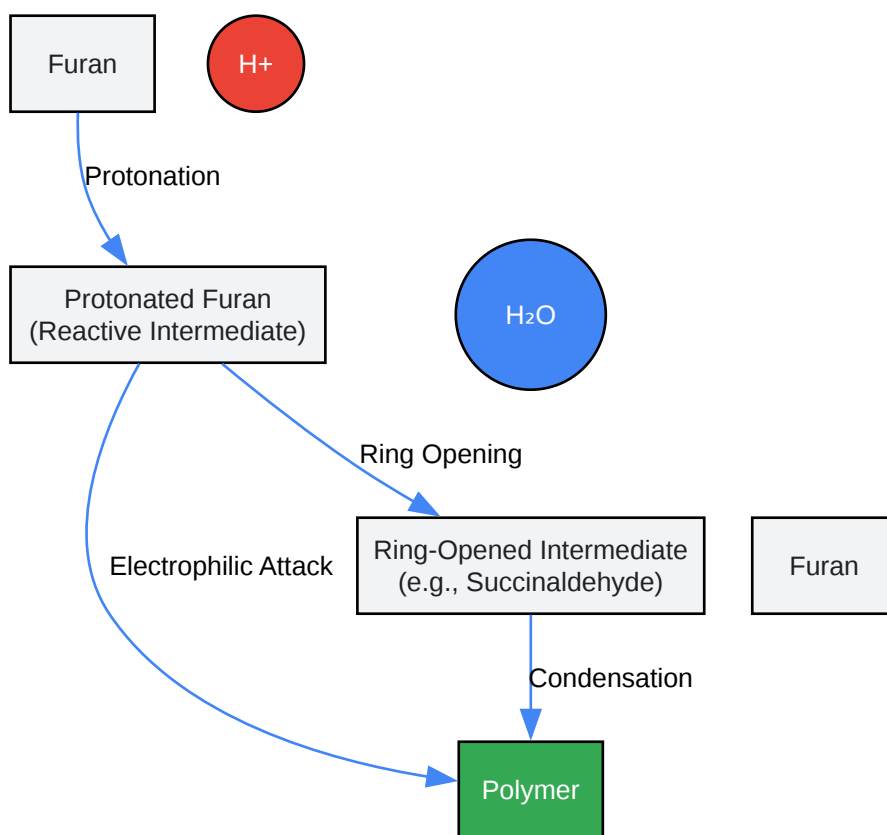 Furan
H+
Protonation
Protonated Furan
(Reactive Intermediate)
H₂O
Ring Opening
Ring-Opened Intermediate
(e.g., Succinaldehyde)
Furan
Electrophilic Attack
Condensation
Polymer